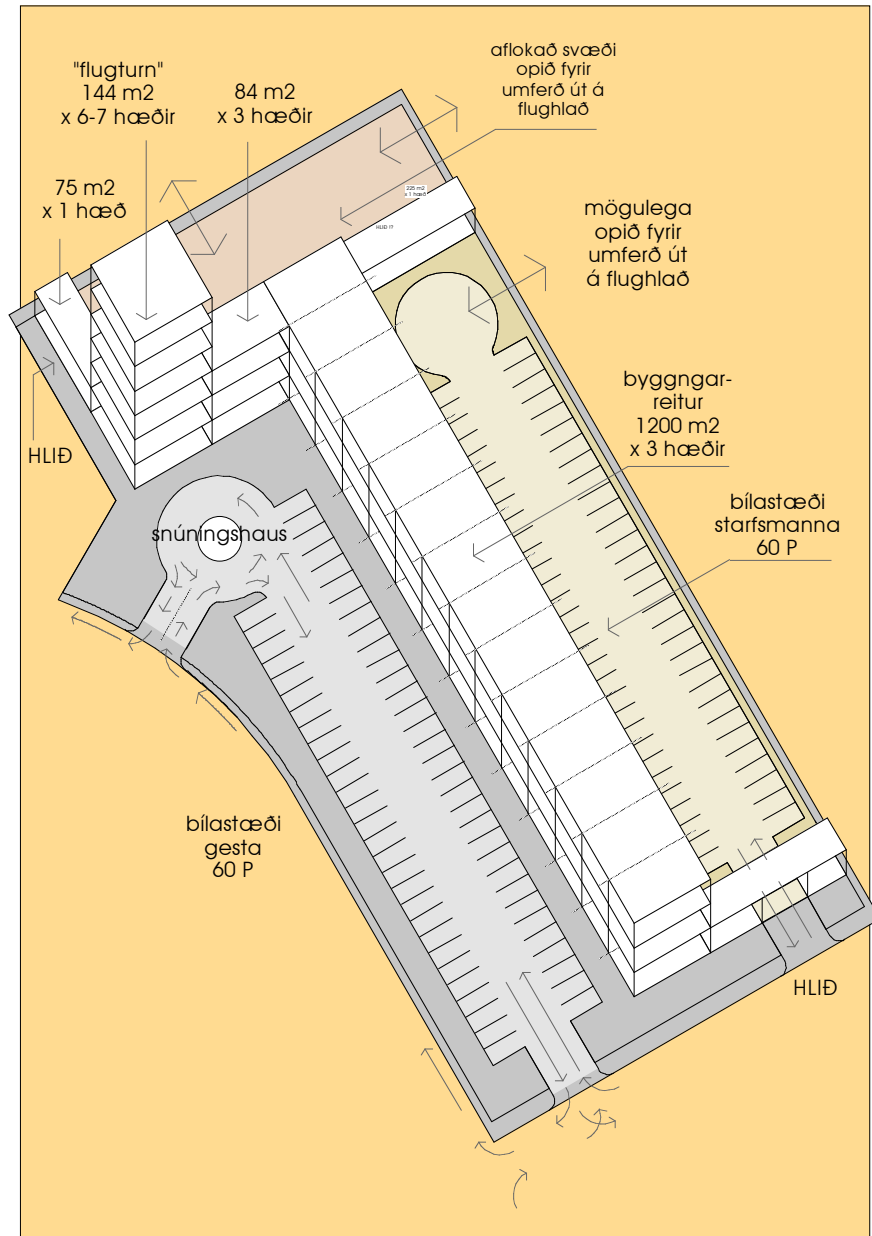 "flugturn"
144 m2
x 6-7 hæðir
84 m2
x 3 hæðir
aflokað svæði
opið fyrir
umferð út á
flughlað
75 m2
x 1 hæð
225 m2
x 1 hæð
HLIÐ 1?
mögulega
opið fyrir
umferð út
á flughlað
byggngar-
reitur
1200 m2
x 3 hæðir
HLIÐ
bílastæði
starfsmanna
60 P
snúningshaus
bílastæði
gesta
60 P
HLIÐ